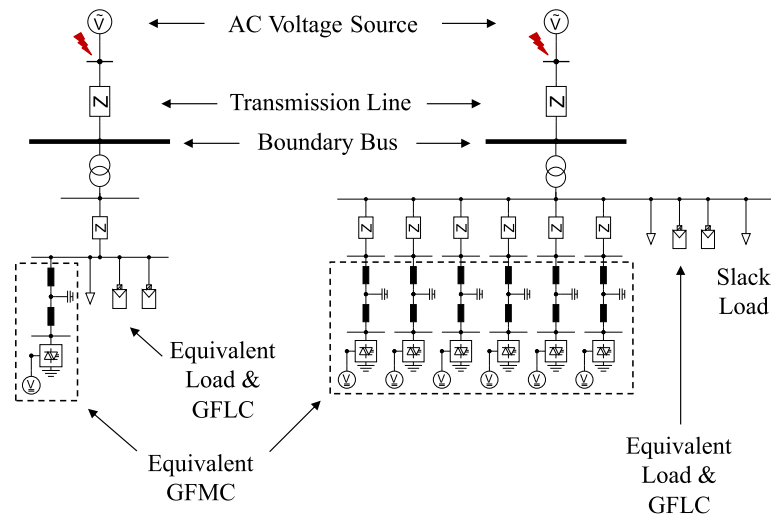 AC Voltage Source
Transmission Line
Boundary Bus
Z
Z
Z
Z Z Z Z Z Z
Slack
Load
Equivalent
Load &
GFLC
Equivalent
GFMC
Equivalent
Load &
GFLC
V
V
V
V V V V V V